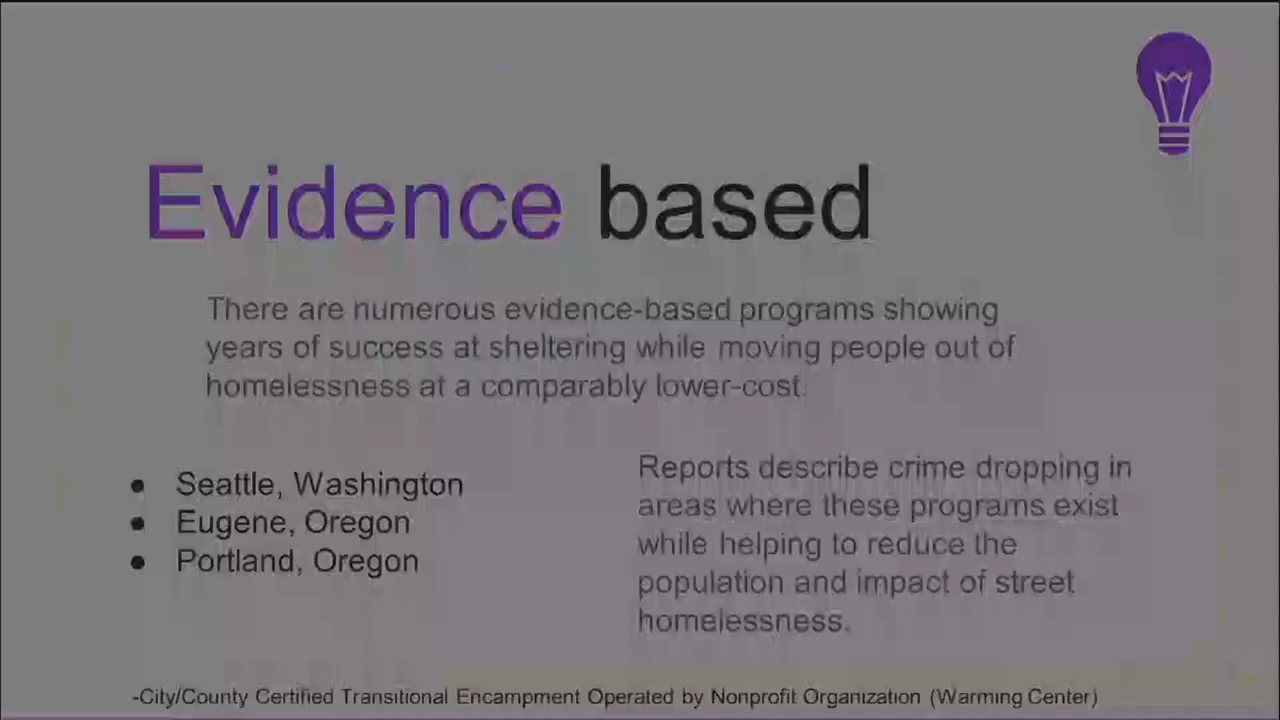 Evidence based
There are numerous evidence-based programs showing
years of success at sheltering while moving people out of
homelessness at a comparably lower-cost.
● Seattle, Washington
● Eugene, Oregon
● Portland, Oregon
Reports describe crime dropping in
areas where these programs exist
while helping to reduce the
population and impact of street
homelessness.
-City/County Certified Transitional Encampment Operated by Nonprofit Organization (Warming Center)